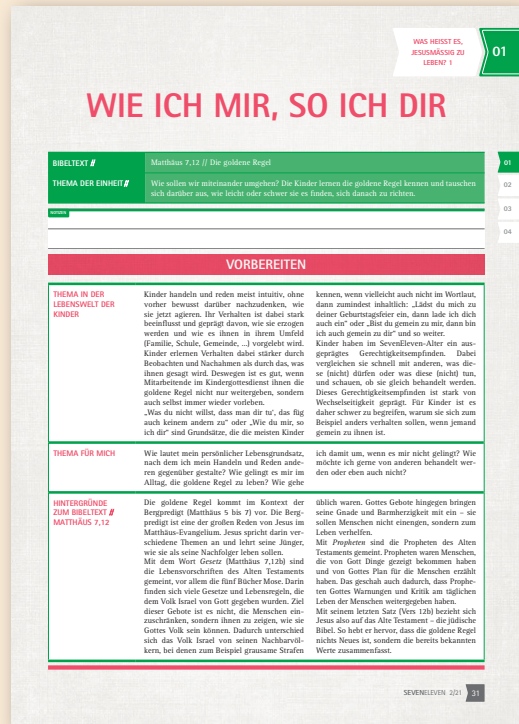 WAS HEISST ES,
JESUSMÄSSIG ZU
LEBEN? 1
01
WIE ICH MIR, SO ICH DIR
BIBELTEXT //
Matthäus 7,12 // Die goldene Regel
THEMA DER EINHEIT //
Wie sollen wir miteinander umgehen? Die Kinder lernen die goldene Regel kennen und tauschen
sich darüber aus, wie leicht oder schwer sie es finden, sich danach zu richten.
01
02
03
04
NOTIZEN
VORBEREITEN
THEMA IN DER
LEBENSWELT DER
KINDER
Kinder handeln und reden meist intuitiv, ohne
vorher bewusst darüber nachzudenken, wie
sie jetzt agieren. Ihr Verhalten ist dabei stark
beeinflusst und geprägt davon, wie sie erzogen
werden und wie es ihnen in ihrem Umfeld
(Familie, Schule, Gemeinde, ...) vorgelebt wird.
Kinder erlernen Verhalten dabei stärker durch
Beobachten und Nachahmen als durch das, was
ihnen gesagt wird. Deswegen ist es gut, wenn
Mitarbeitende im Kindergottesdienst ihnen die
goldene Regel nicht nur weitergeben, sondern
auch selbst immer wieder vorleben.
„Was du nicht willst, dass man dir tu', das füg
auch keinem andern zu" oder „Wie du mir, so
ich dir" sind Grundsätze, die die meisten Kinder
kennen, wenn vielleicht auch nicht im Wortlaut,
dann zumindest inhaltlich: „Lädst du mich zu
deiner Geburtstagsfeier ein, dann lade ich dich
auch ein" oder „Bist du gemein zu mir, dann bin
ich auch gemein zu dir" und so weiter.
Kinder haben im SevenEleven-Alter ein aus-
geprägtes Gerechtigkeitsempfinden. Dabei
vergleichen sie schnell mit anderen, was die-
se (nicht) dürfen oder was diese (nicht) tun,
und schauen, ob sie gleich behandelt werden.
Dieses Gerechtigkeitsempfinden ist stark von
Wechselseitigkeit geprägt. Für Kinder ist es
daher schwer zu begreifen, warum sie sich zum
Beispiel anders verhalten sollen, wenn jemand
gemein zu ihnen ist.
THEMA FÜR MICH
Wie lautet mein persönlicher Lebensgrundsatz,
nach dem ich mein Handeln und Reden ande-
ren gegenüber gestalte? Wie gelingt es mir im
Alltag, die goldene Regel zu leben? Wie gehe
ich damit um, wenn es mir nicht gelingt? Wie
möchte ich gerne von anderen behandelt wer-
den oder eben auch nicht?
HINTERGRÜNDE
ZUM BIBELTEXT //
MATTHÄUS 7,12
Die goldene Regel kommt im Kontext der
Bergpredigt (Matthäus 5 bis 7) vor. Die Berg-
predigt ist eine der großen Reden von Jesus im
Matthäus-Evangelium. Jesus spricht darin ver-
schiedene Themen an und lehrt seine Jünger,
wie sie als seine Nachfolger leben sollen.
Mit dem Wort Gesetz (Matthäus 7,12b) sind
die Lebensvorschriften des Alten Testaments
gemeint, vor allem die fünf Bücher Mose. Darin
finden sich viele Gesetze und Lebensregeln, die
dem Volk Israel von Gott gegeben wurden. Ziel
dieser Gebote ist es nicht, die Menschen ein-
zuschränken, sondern ihnen zu zeigen, wie sie
Gottes Volk sein können. Dadurch unterschied
sich das Volk Israel von seinen Nachbarvöl-
kern, bei denen zum Beispiel grausame Strafen
üblich waren. Gottes Gebote hingegen bringen
seine Gnade und Barmherzigkeit mit ein – sie
sollen Menschen nicht einengen, sondern zum
Leben verhelfen.
Mit Propheten sind die Propheten des Alten
Testaments gemeint. Propheten waren Menschen,
die von Gott Dinge gezeigt bekommen haben
und von Gottes Plan für die Menschen erzählt
haben. Das geschah auch dadurch, dass Prophe-
ten Gottes Warnungen und Kritik am täglichen
Leben der Menschen weitergegeben haben.
Mit seinem letzten Satz (Vers 12b) bezieht sich
Jesus also auf das Alte Testament – die jüdische
Bibel. So hebt er hervor, dass die goldene Regel
nichts Neues ist, sondern die bereits bekannten
Werte zusammenfasst.
SEVENELEVEN 2/21 31